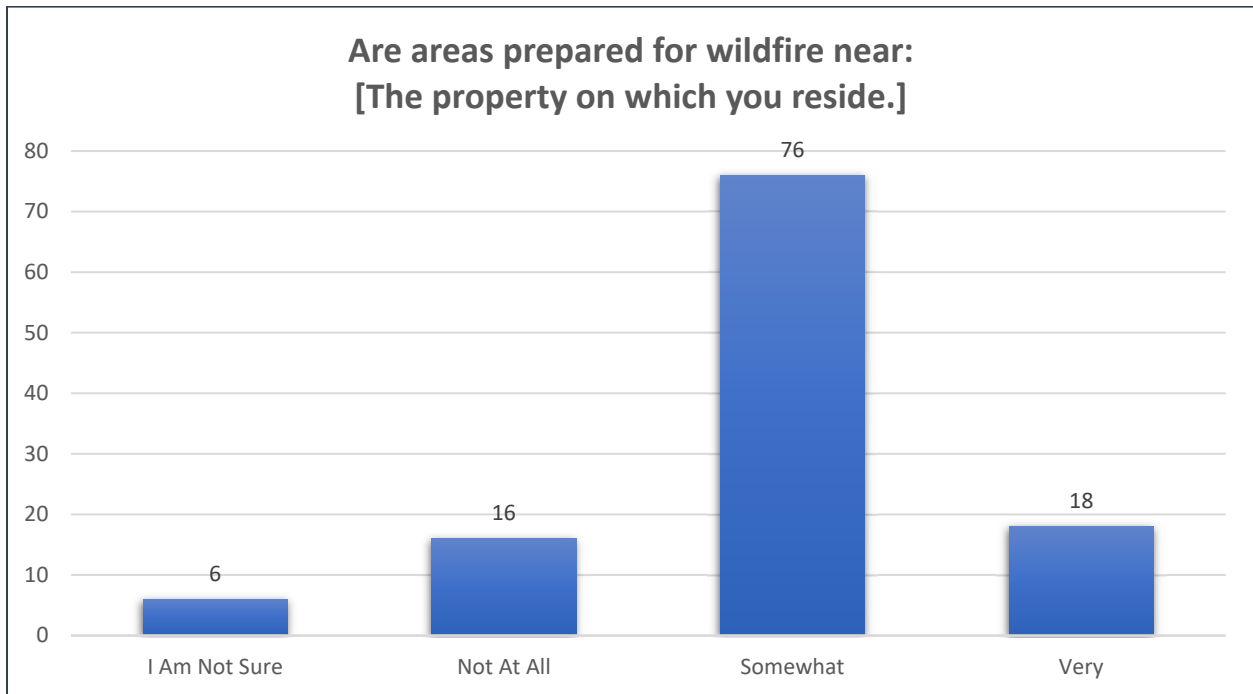 Are areas prepared for wildfire near:
[The property on which you reside.]
80
70
60
50
40
30
20
10
0
6
16
76
18
I Am Not Sure
Not At All
Somewhat
Very